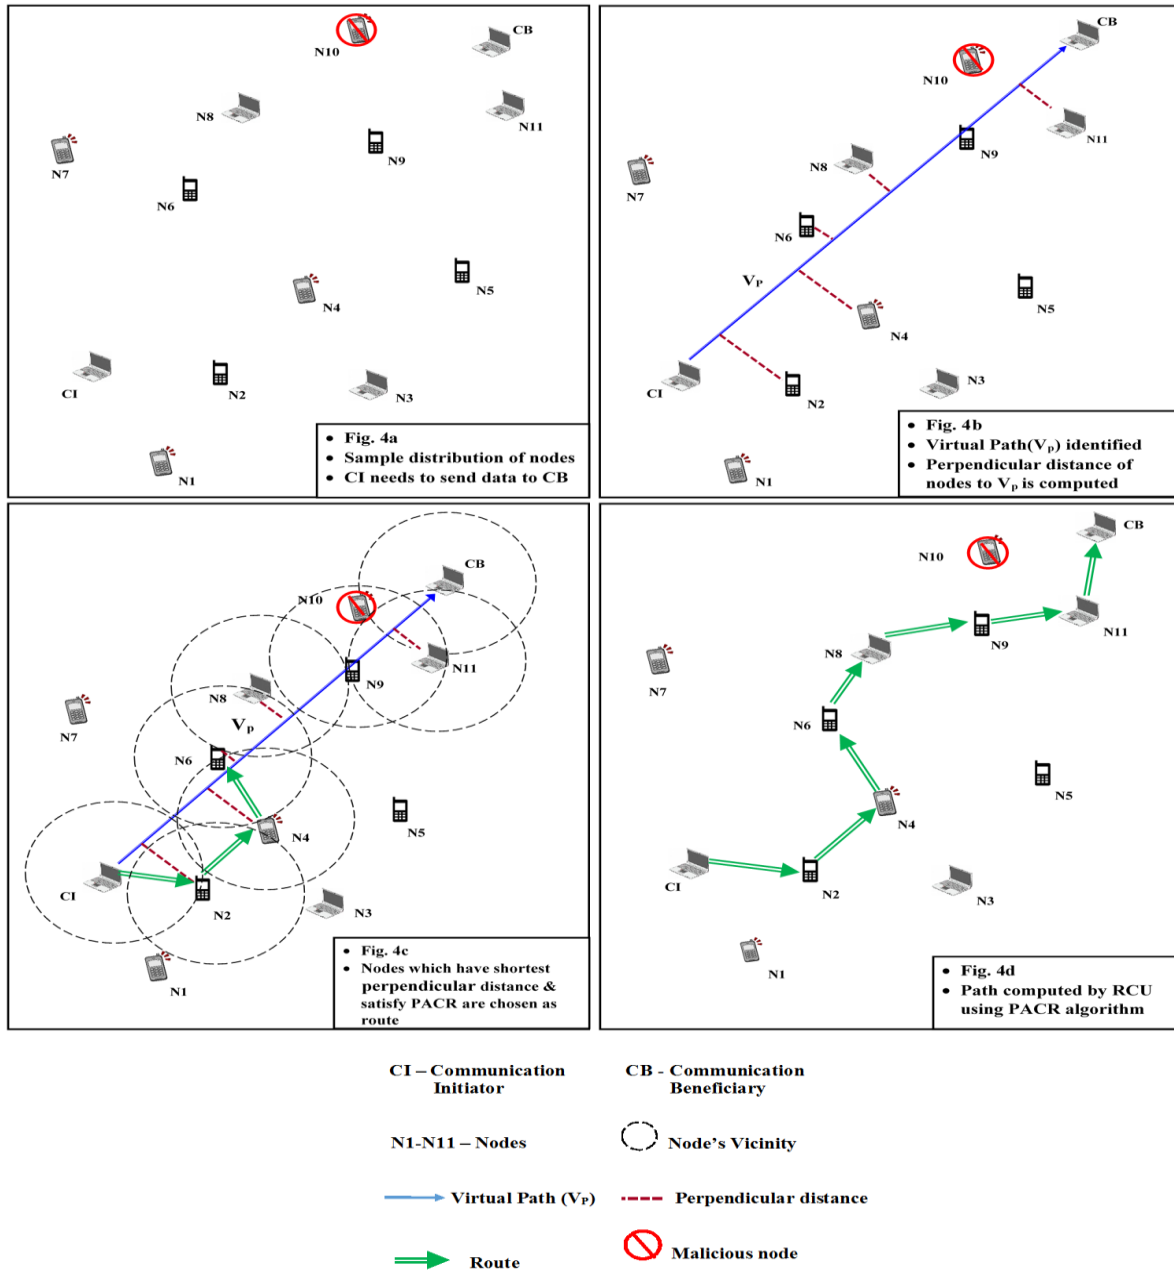 N10
CB
N8
N11
N9
N7
N6
N5
N4
CI
N2
N3
N1
• Fig. 4a
• Sample distribution of nodes
• CI needs to send data to CB
CB
N10
N11
N9
N8
N7
N6
VP
N5
N4
CI
N3
N2
N1
• Fig. 4b
• Virtual Path(Vp) identified
• Perpendicular distance of
nodes to Vp is computed
CB
N10
N11
N9
N8
Vp
N7
N6
N5
N4
CI
N2
N3
N1
• Fig. 4c
• Nodes which have shortest
perpendicular distance &
satisfy PACR are chosen as
route
CB
N10
N11
N9
N8
N7
N6
N5
N4
CI
N2
N3
N1
• Fig. 4d
• Path computed by RCU
using PACR algorithm
CI – Communication
Initiator
CB - Communication
Beneficiary
N1-N11 – Nodes
Node's Vicinity
Virtual Path (VP)
Perpendicular distance
Route
Malicious node